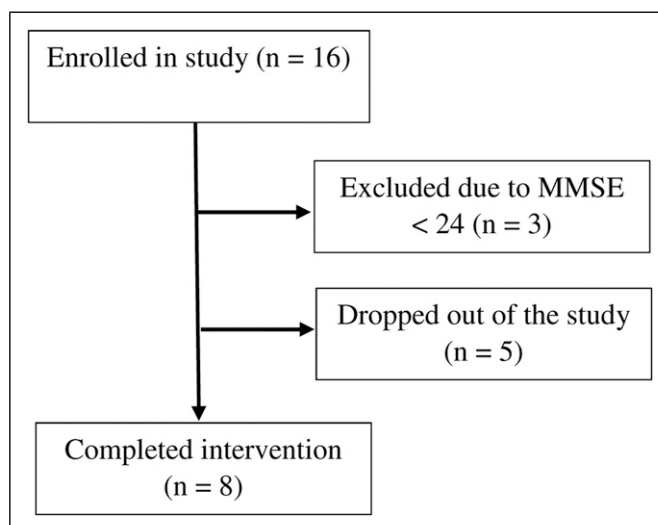 Enrolled in study (n = 16)
Excluded due to MMSE
< 24 (n = 3)
Dropped out of the study
(n = 5)
Completed intervention
(n = 8)